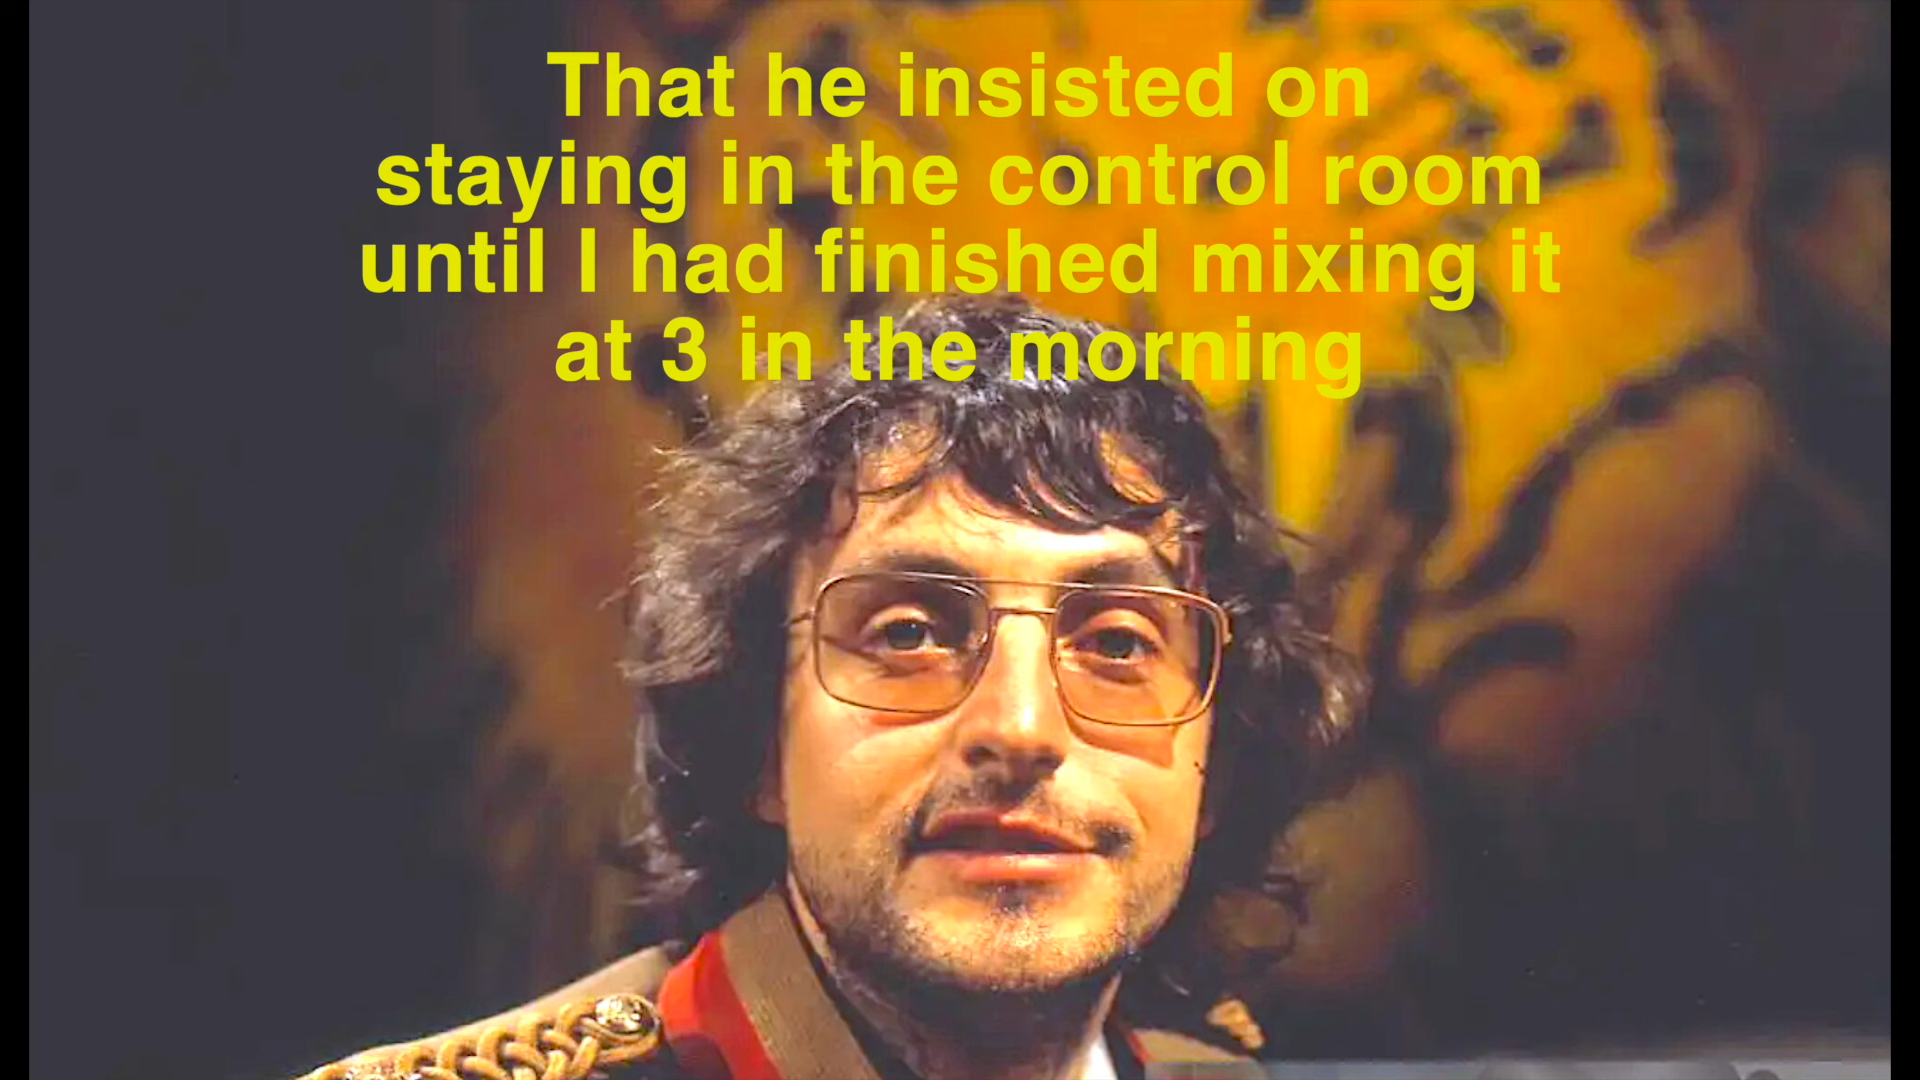 That he insisted on
staying in the control room
until I had finished mixing it
at 3 in the morning